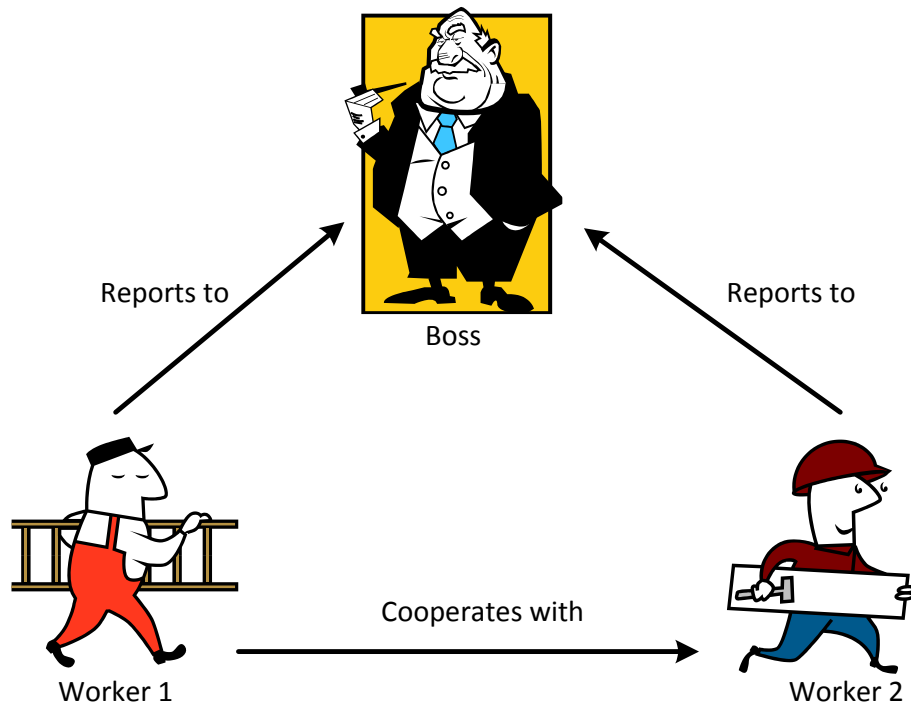 Reports to
Reports to
Boss
Cooperates with
Worker 1
Worker 2